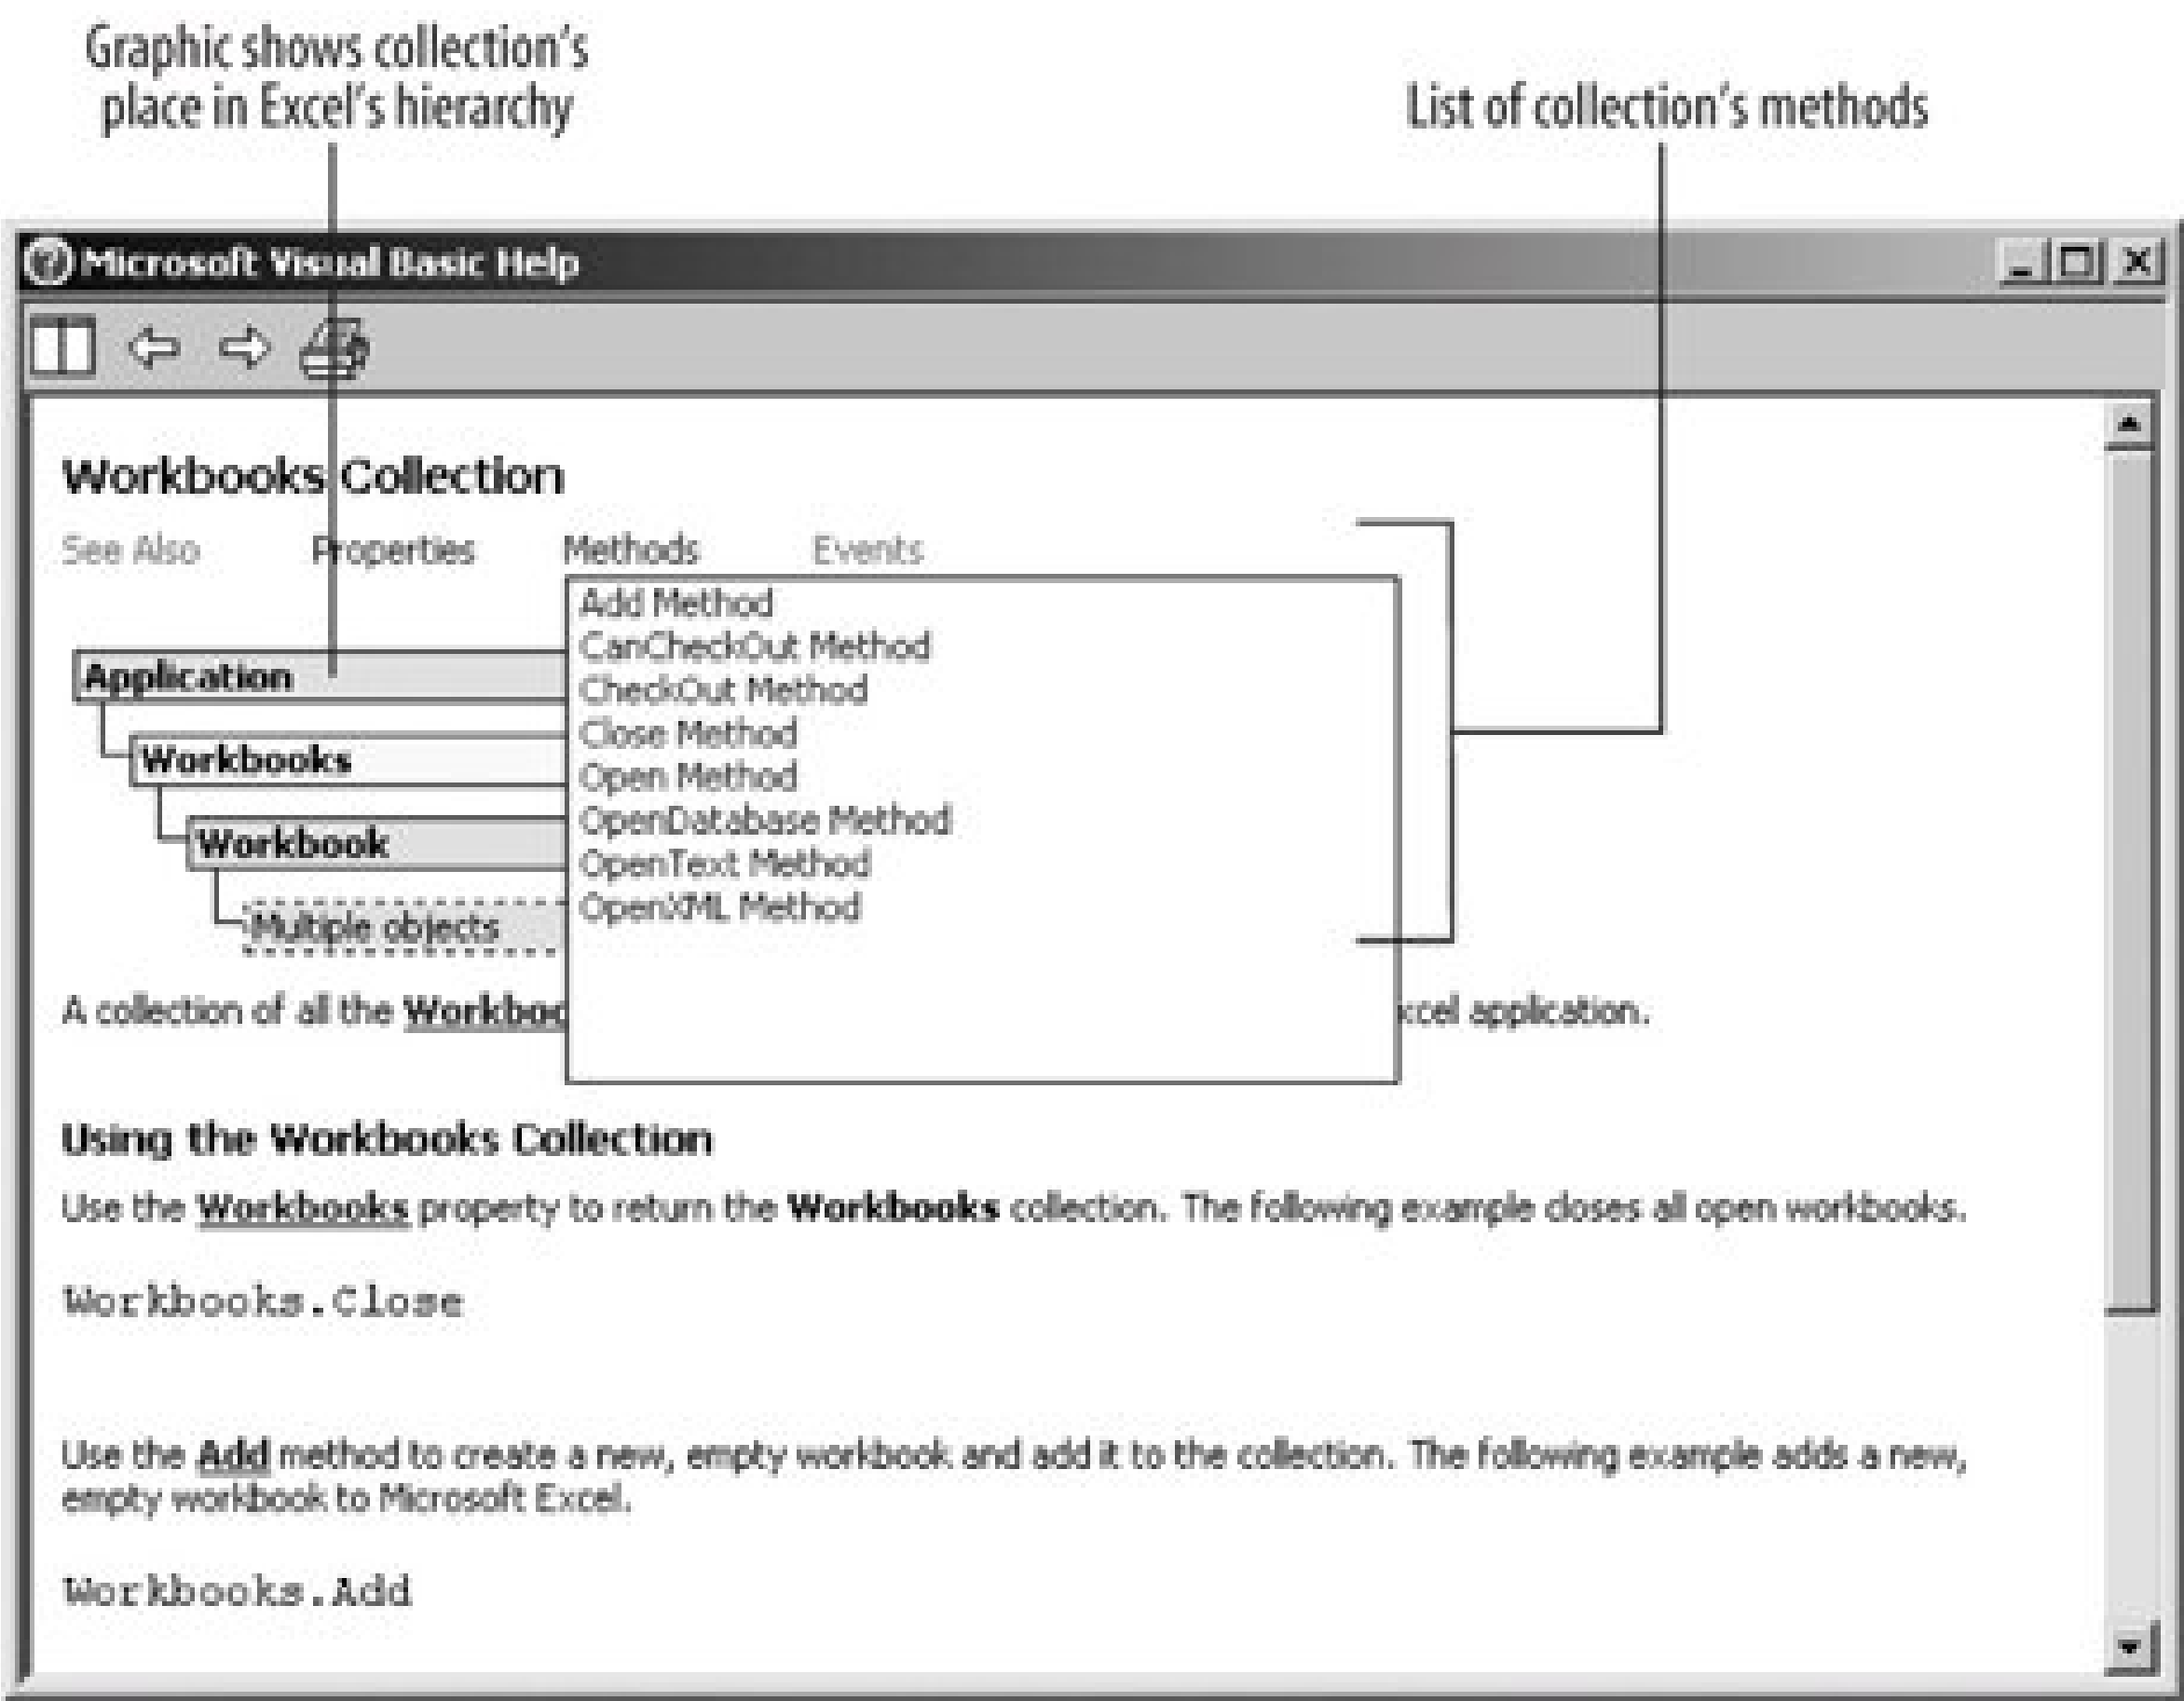 Graphic shows collection's
place in Excel's hierarchy
List of collection's methods
Microsoft Visual Basic Help
Workbooks Collection
See Also Properties Methods Events
Add Method
CanCheckOut Method
CheckOut Method
Close Method
Open Method
OpenDatabase Method
OpenText Method
OpenXML Method
Application
Workbooks
Workbook
Multiple objects
A collection of all the Workboo xcel application.
Using the Workbooks Collection
Use the Workbooks property to return the Workbooks collection. The following example closes all open workbooks.
Workbooks.Close
Use the Add method to create a new, empty workbook and add it to the collection. The following example adds a new,
empty workbook to Microsoft Excel.
Workbooks.Add